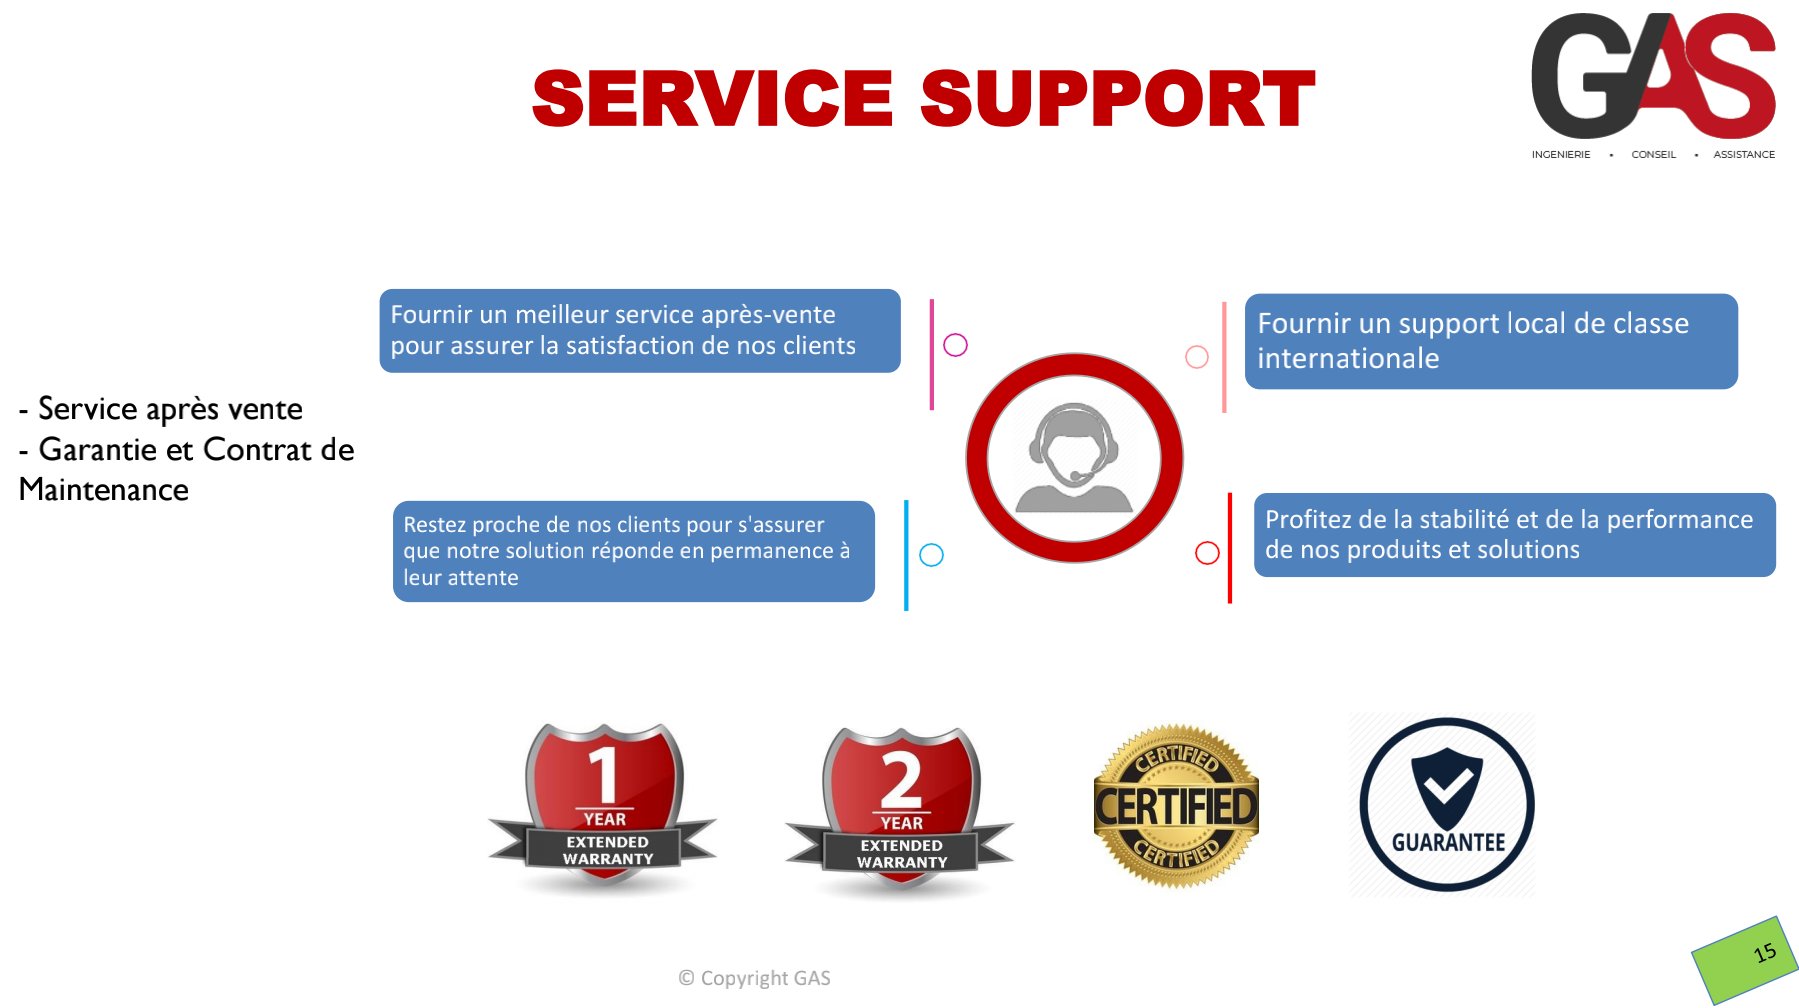 SERVICE SUPPORT
GAS
INGENIERIE • CONSEIL • ASSISTANCE
Fournir un meilleur service après-vente
pour assurer la satisfaction de nos clients
Fournir un support local de classe
internationale
- Service après vente
- Garantie et Contrat de
Maintenance
Restez proche de nos clients pour s'assurer
que notre solution réponde en permanence à
leur attente
Profitez de la stabilité et de la performance
de nos produits et solutions
1
YEAR
EXTENDED
WARRANTY
2
YEAR
EXTENDED
WARRANTY
CERTIFIED
CERTIFIED
CERTIFIED
GUARANTEE
© Copyright GAS
15